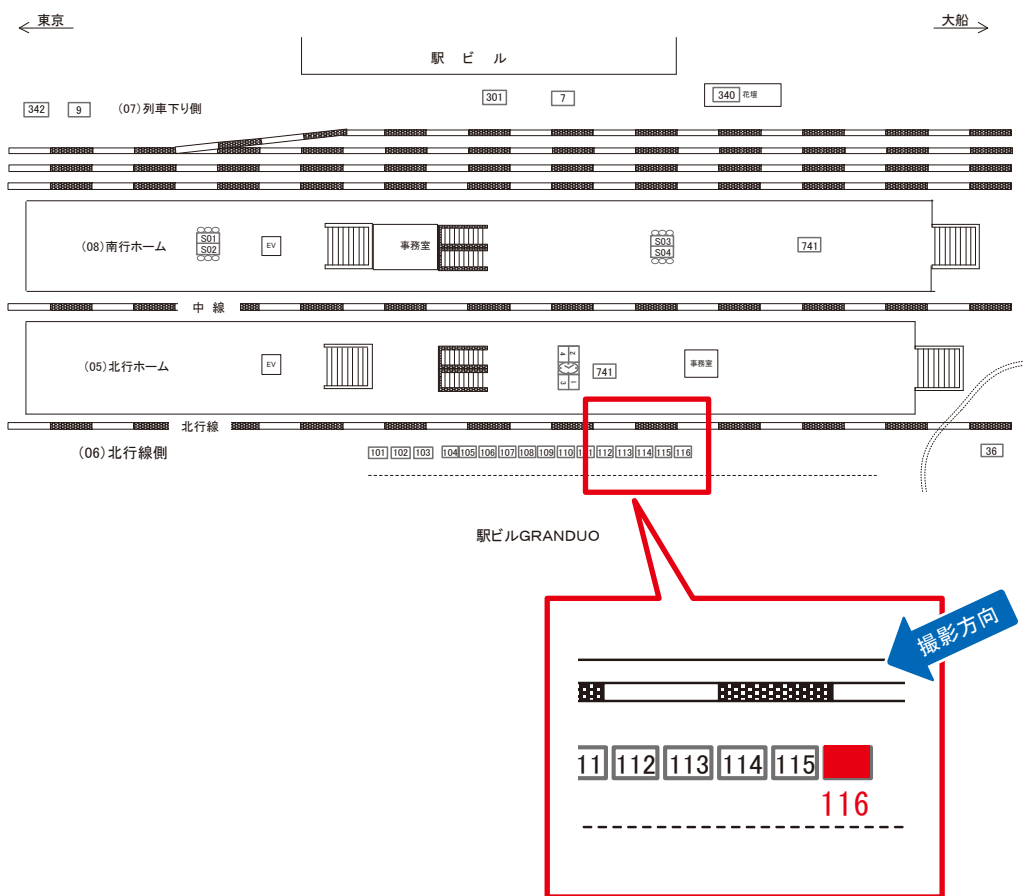 東京
大船
駅 ビ ル
342
9
(07)列車下り側
301
7
340 花壇
(08)南行ホーム
S01
S02
EV
事務室
S03
S04
741
中 線
(05)北行ホーム
EV
2
4
1
3
741
事務室
北行線
(06)北行線側
101 102 103 104 105 106 107 108 109 110 111 112 113 114 115 116
36
駅ビルGRANDUO
撮影方向
11 112 113 114 115
116